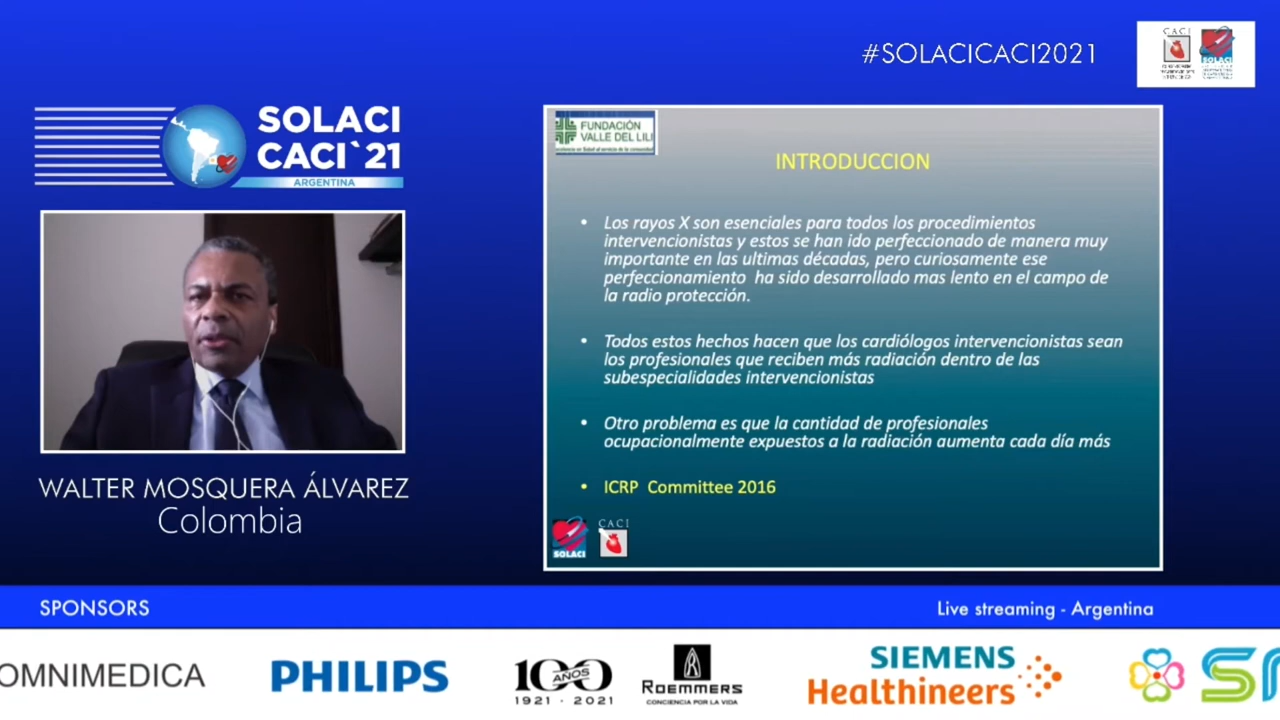 #SOLACICACI2021
CACI
SOLACI
SOLACI
CACI`21
ARGENTINA
FUNDACIÓN
VALLE DEL LILI
INTRODUCCION
• Los rayos X son esenciales para todos los procedimientos
intervencionistas y estos se han ido perfeccionado de manera muy
importante en las ultimas décadas, pero curiosamente ese
perfeccionamiento ha sido desarrollado mas lento en el campo de
la radio protección.
• Todos estos hechos hacen que los cardiólogos intervencionistas sean
los profesionales que reciben más radiación dentro de las
subespecialidades intervencionistas
• Otro problema es que la cantidad de profesionales
ocupacionalmente expuestos a la radiación aumenta cada día más
• ICRP Committee 2016
SOLACI
CACI
WALTER MOSQUERA ÁLVAREZ
Colombia
SPONSORS
Live streaming - Argentina
OMNIMEDICA
PHILIPS
100
AÑOS
1921 - 2021
ROEMMERS
CONCIENCIA POR LA VIDA
SIEMENS
Healthineers